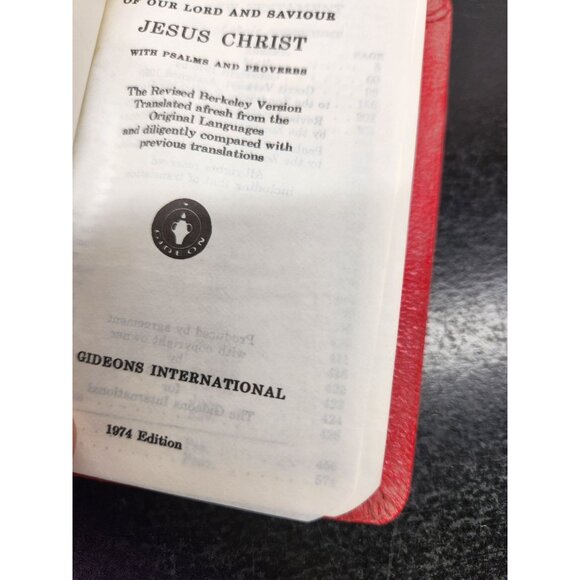 OF OUR LORD AND SAVIOUR
JESUS CHRIST
WITH PSALMS AND PROVERBS
The Revised Berkeley Version
Translated afresh from the
Original Languages
and diligently compared with
previous translations
GIDEON
GIDEONS INTERNATIONAL
1974 Edition